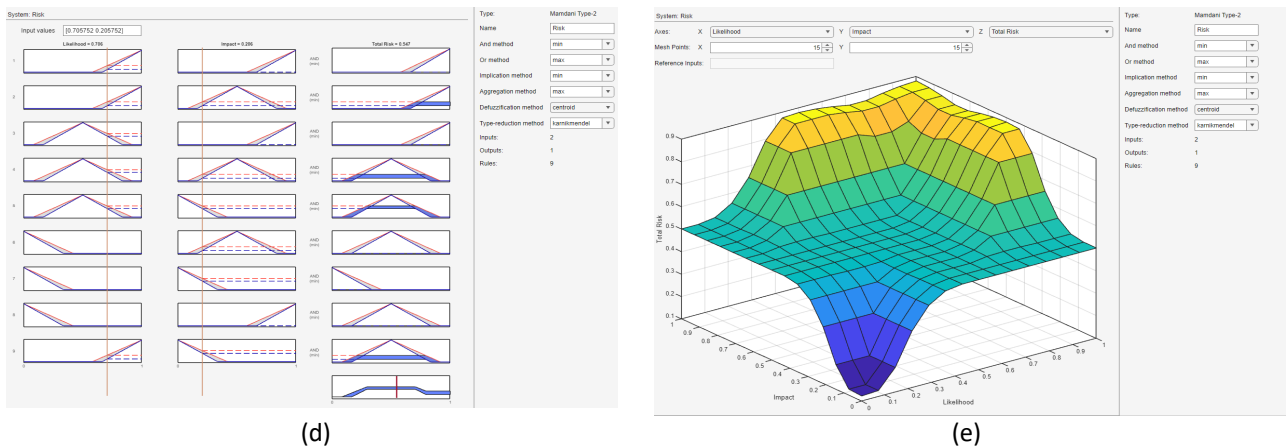 System: Risk
Input values [0.705752 0.205752]
Likelihood = 0.706 Impact = 0.206 Total Risk = 0.547
1 AND (min)
2 AND (min)
3 AND (min)
4 AND (min)
AND (min)
AND (min)
7 AND (min)
AND (min)
9 AND (min)
0 1 0 1
0 1
Type: Mamdani Type-2
Name Risk
And method min
Or method max
Implication method min
Aggregation method max
Defuzzification method centroid
Type-reduction method karnikmendel
Inputs: 2
Outputs: 1
Rules: 9
(d)
System: Risk
Axes: X Likelihood Y Impact Z Total Risk
Mesh Points: X 15 Y 15
Reference Inputs:
Total Risk
0.9
0.8
0.7
0.6
0.5
0.4
0.3
0.2
0.1
Impact
1 0.9 0.8 0.7 0.6 0.5 0.4 0.3 0.2 0.1 0
Likelihood
0 0.1 0.2 0.3 0.4 0.5 0.6 0.7 0.8 0.9 1
Type: Mamdani Type-2
Name Risk
And method min
Or method max
Implication method min
Aggregation method max
Defuzzification method centroid
Type-reduction method karnikmendel
Inputs: 2
Outputs: 1
Rules: 9
(e)